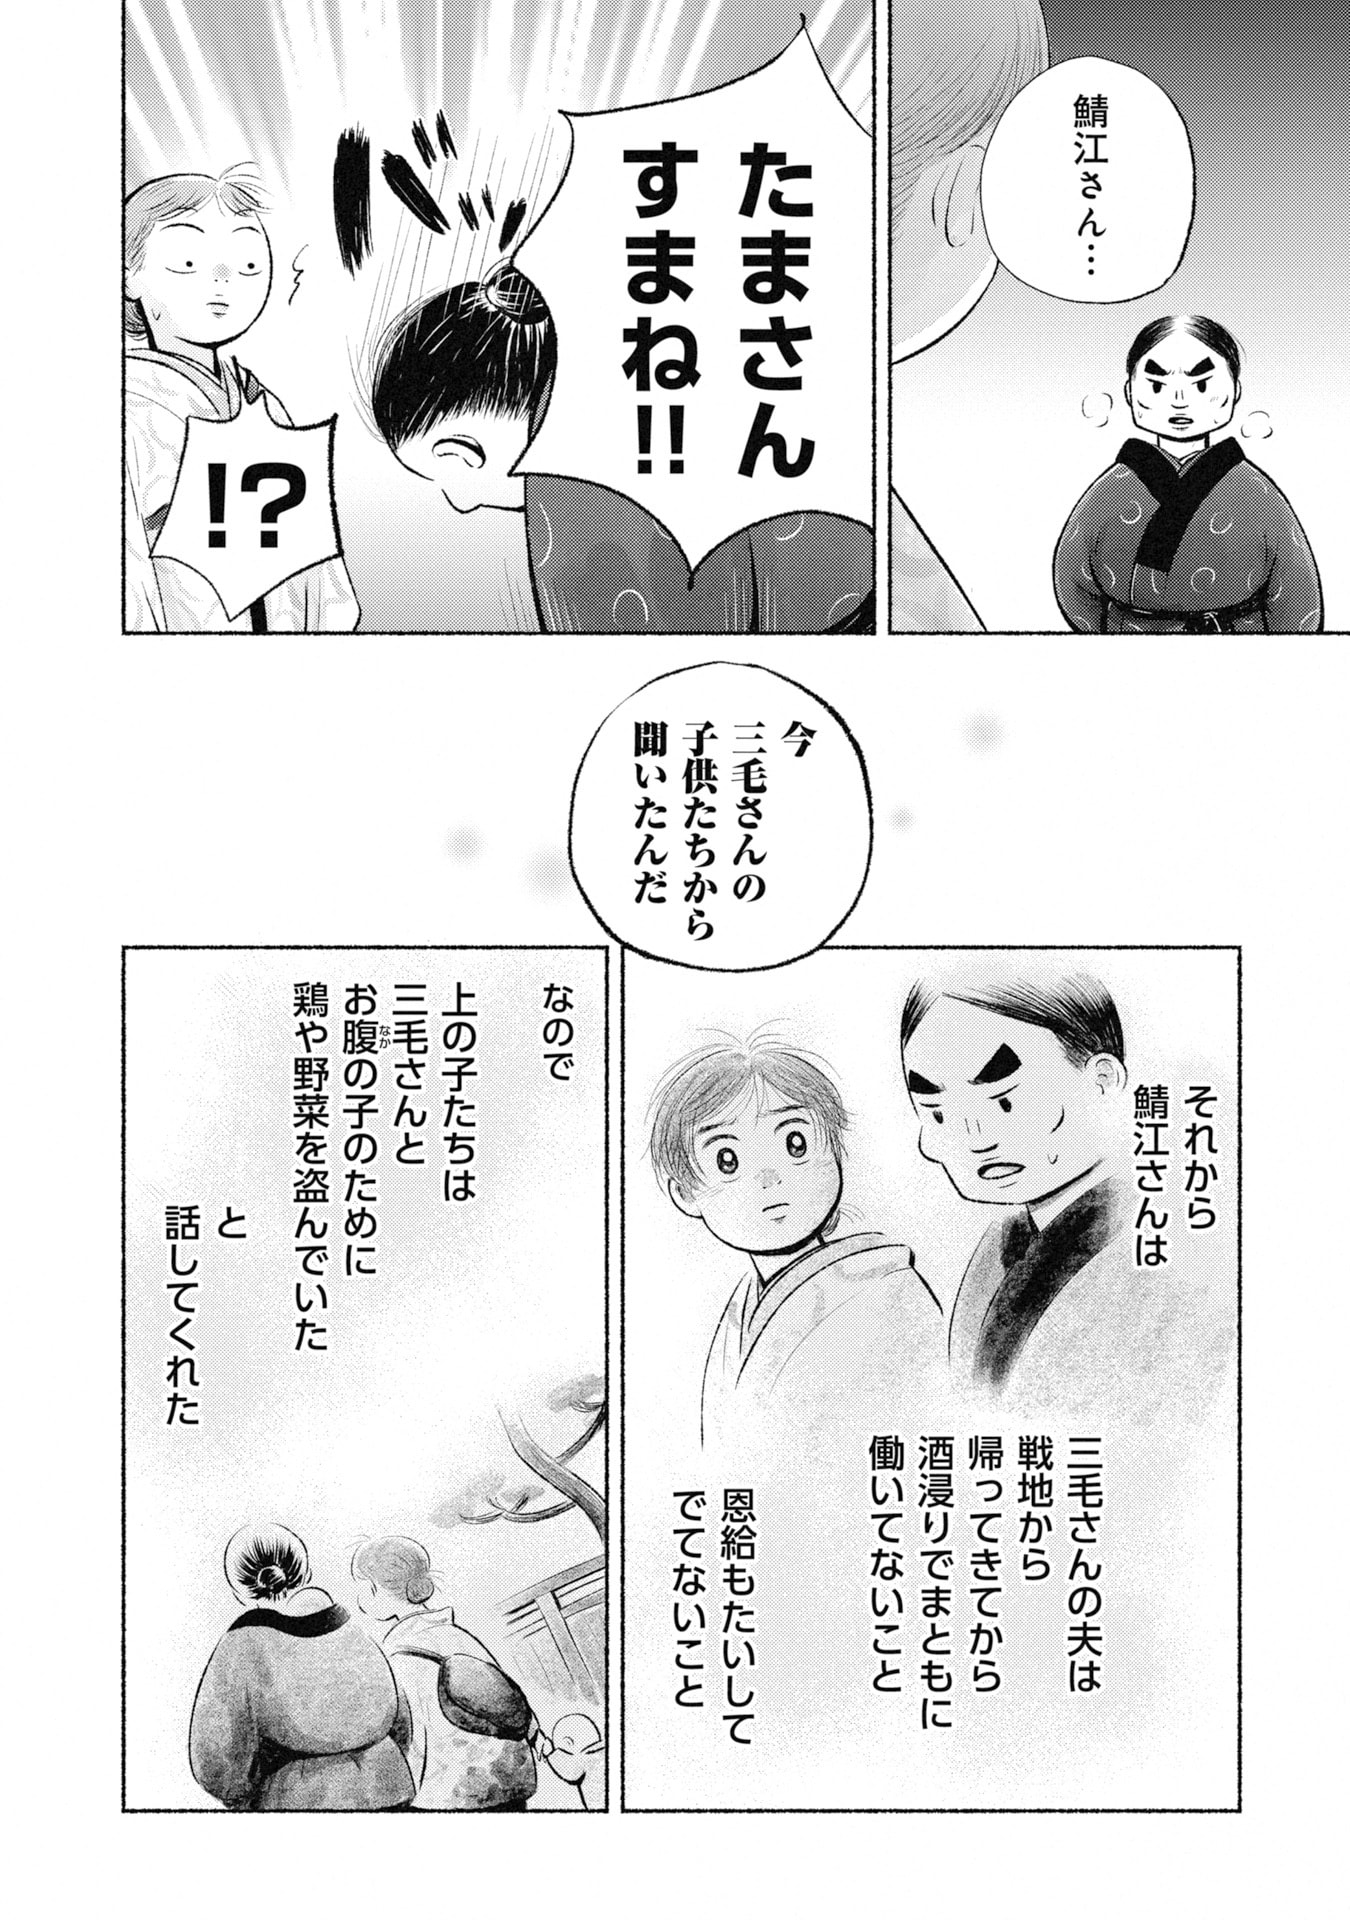 鯖江さん…
たまさん
すまね!!
!?
今
三毛さんの
子供たちから
聞いたんだ
それから
鯖江さんは
三毛さんの夫は
戦地から
帰ってきてから
酒浸りでまともに
働いてないこと
恩給もたいして
でてないこと
なので
上の子たちは
三毛さんと
お腹の子のために
なか
鶏や野菜を盗んでいた
と
話してくれた